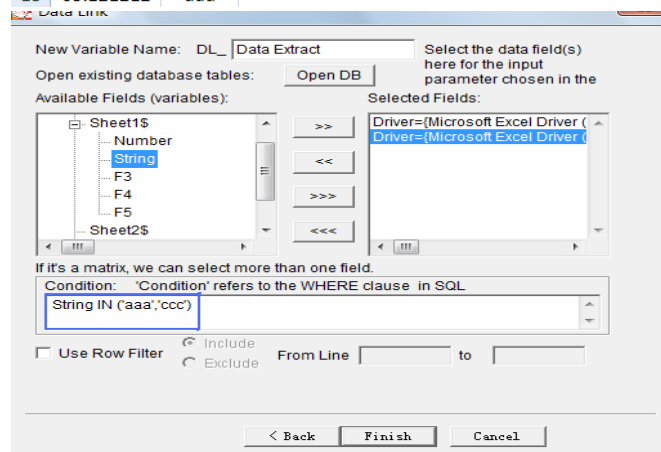 Data Link
New Variable Name: DL_ Data Extract
Select the data field(s)
here for the input
parameter chosen in the
Open existing database tables: Open DB
Available Fields (variables):
Selected Fields:
Sheet1$
Number
String
F3
F4
F5
Sheet2$
>>
<<
>>>
<<<
Driver={Microsoft Excel Driver (
Driver={Microsoft Excel Driver (
If it's a matrix, we can select more than one field.
Condition: 'Condition' refers to the WHERE clause in SQL
String IN ('aaa','ccc')
Use Row Filter
Include
Exclude
From Line to
< Back Finish Cancel